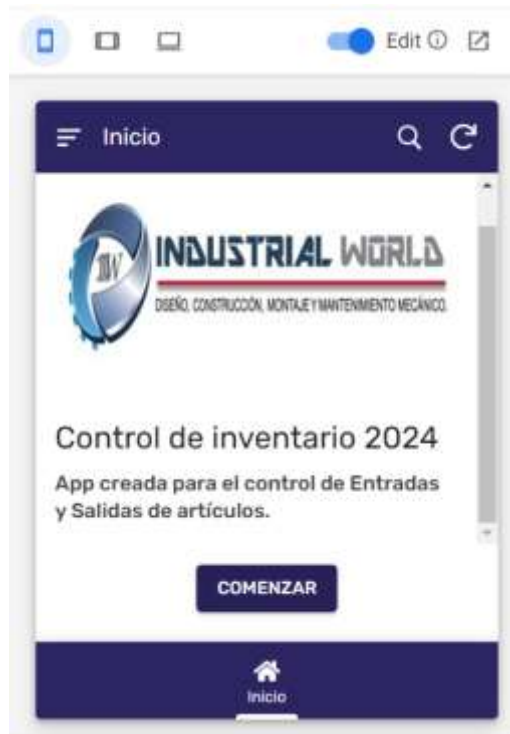 Edit
Inicio
IW
INDUSTRIAL WORLD
DISEÑO, CONSTRUCCIÓN, MONTAJE Y MANTENIMIENTO MECÁNICO.
Control de inventario 2024
App creada para el control de Entradas
y Salidas de artículos.
COMENZAR
Inicio